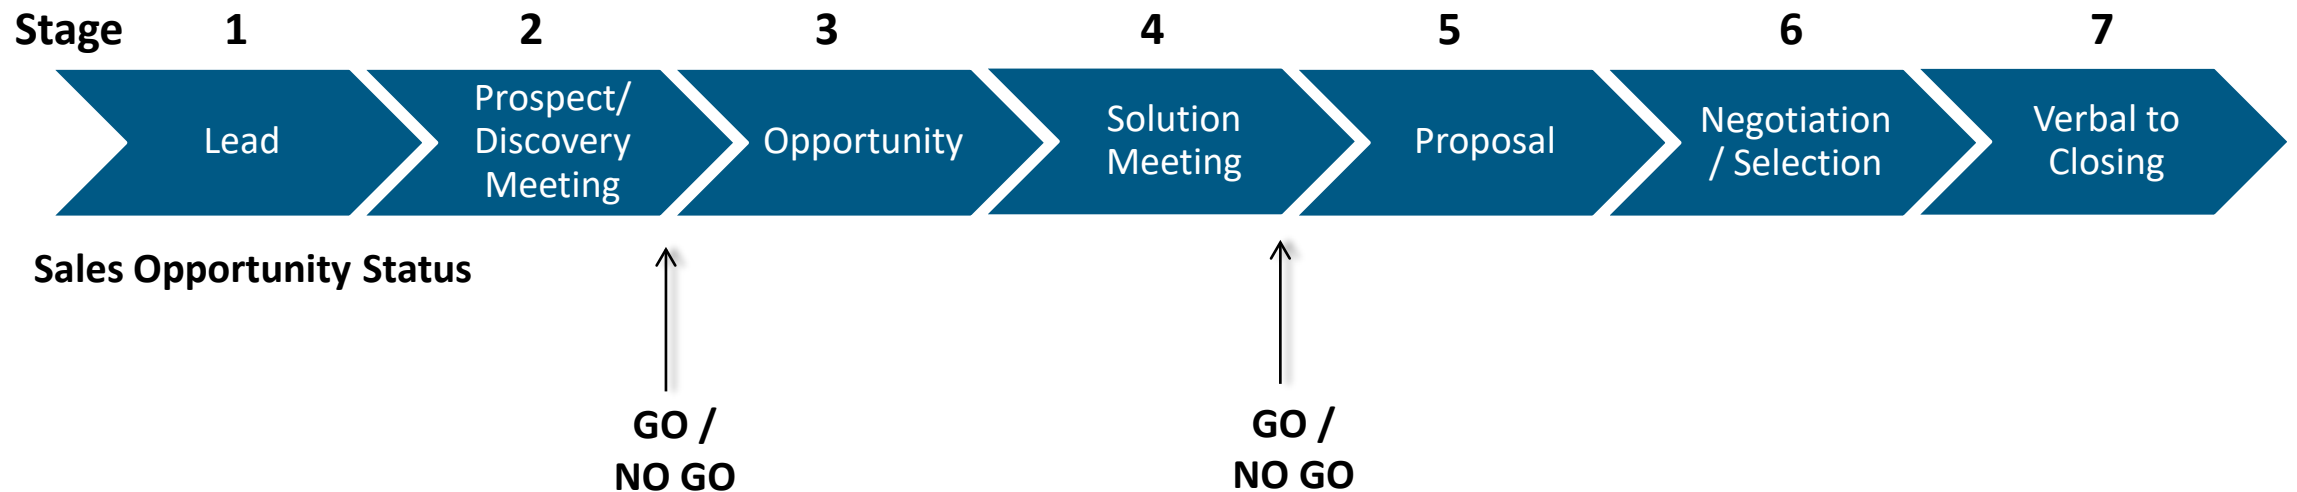 Stage 1 2 3 4 5 6 7
Lead
Prospect/
Discovery
Meeting
Opportunity
Solution
Meeting
Proposal
Negotiation
/ Selection
Verbal to
Closing
Sales Opportunity Status
GO /
NO GO
GO /
NO GO